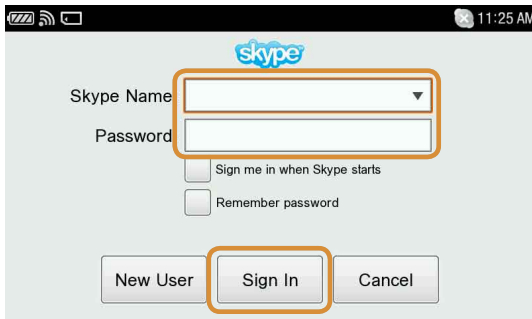 11:25 AM
skype
Skype Name
Password
Sign me in when Skype starts
Remember password
New User Sign In Cancel